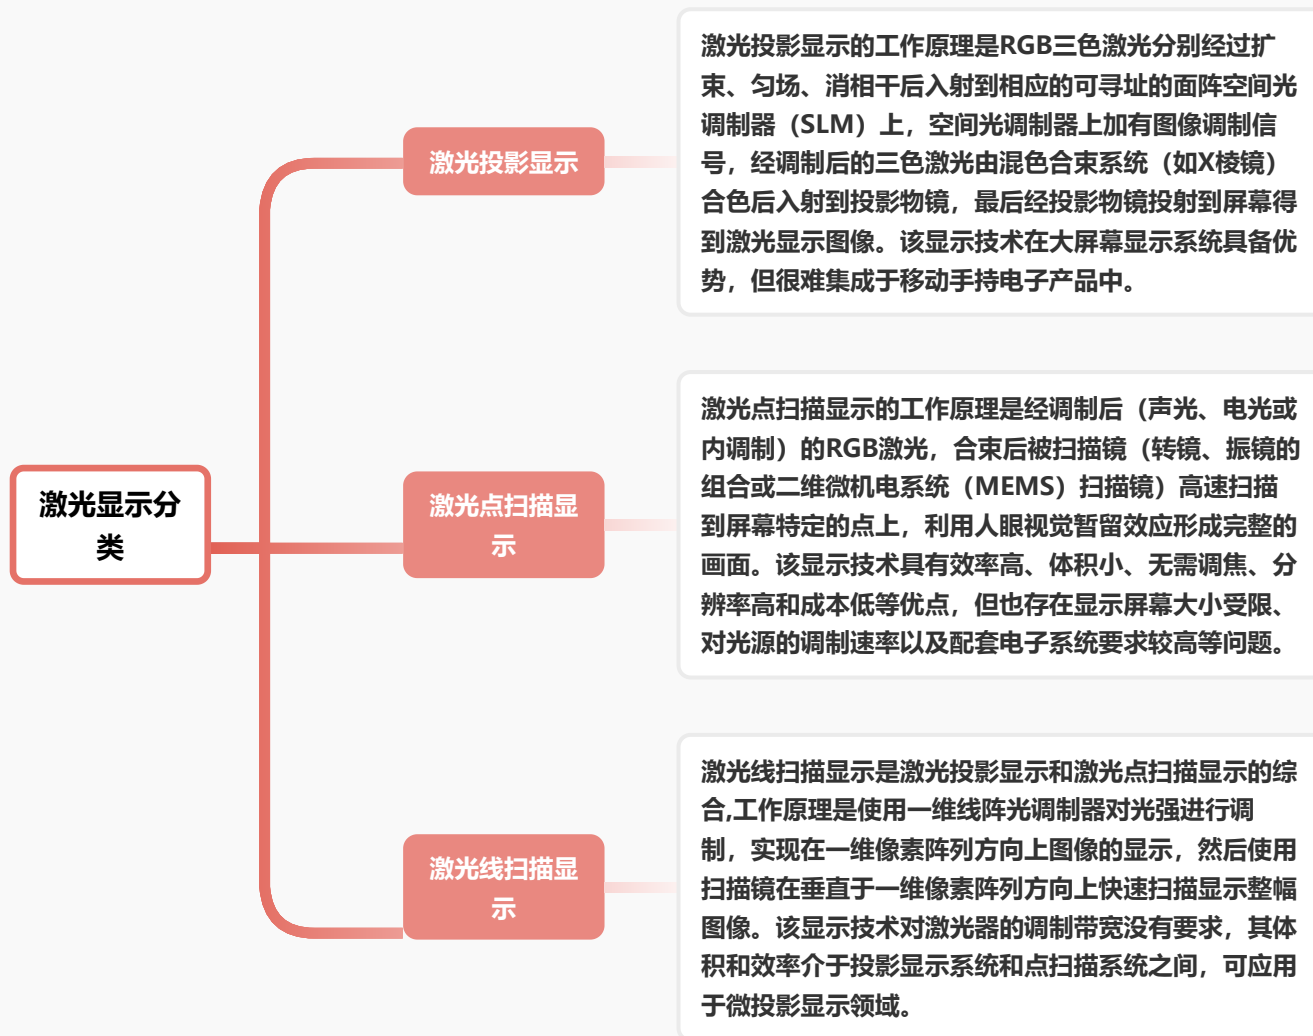 激光投影显示的工作原理是RGB三色激光分别经过扩
束、匀场、消相干后入射到相应的可寻址的面阵空间光
调制器（SLM）上，空间光调制器上加有图像调制信
号，经调制后的三色激光由混色合束系统（如X棱镜）
合色后入射到投影物镜，最后经投影物镜投射到屏幕得
到激光显示图像。该显示技术在大屏幕显示系统具备优
势，但很难集成于移动手持电子产品中。
激光投影显示
激光点扫描显示的工作原理是经调制后（声光、电光或
内调制）的RGB激光，合束后被扫描镜（转镜、振镜的
组合或二维微机电系统（MEMS）扫描镜）高速扫描
到屏幕特定的点上，利用人眼视觉暂留效应形成完整的
画面。该显示技术具有效率高、体积小、无需调焦、分
辨率高和成本低等优点，但也存在显示屏幕大小受限、
对光源的调制速率以及配套电子系统要求较高等问题。
激光显示分
类
激光点扫描显
示
激光线扫描显示是激光投影显示和激光点扫描显示的综
合,工作原理是使用一维线阵光调制器对光强进行调
制，实现在一维像素阵列方向上图像的显示，然后使用
扫描镜在垂直于一维像素阵列方向上快速扫描显示整幅
图像。该显示技术对激光器的调制带宽没有要求，其体
积和效率介于投影显示系统和点扫描系统之间，可应用
于微投影显示领域。
激光线扫描显
示